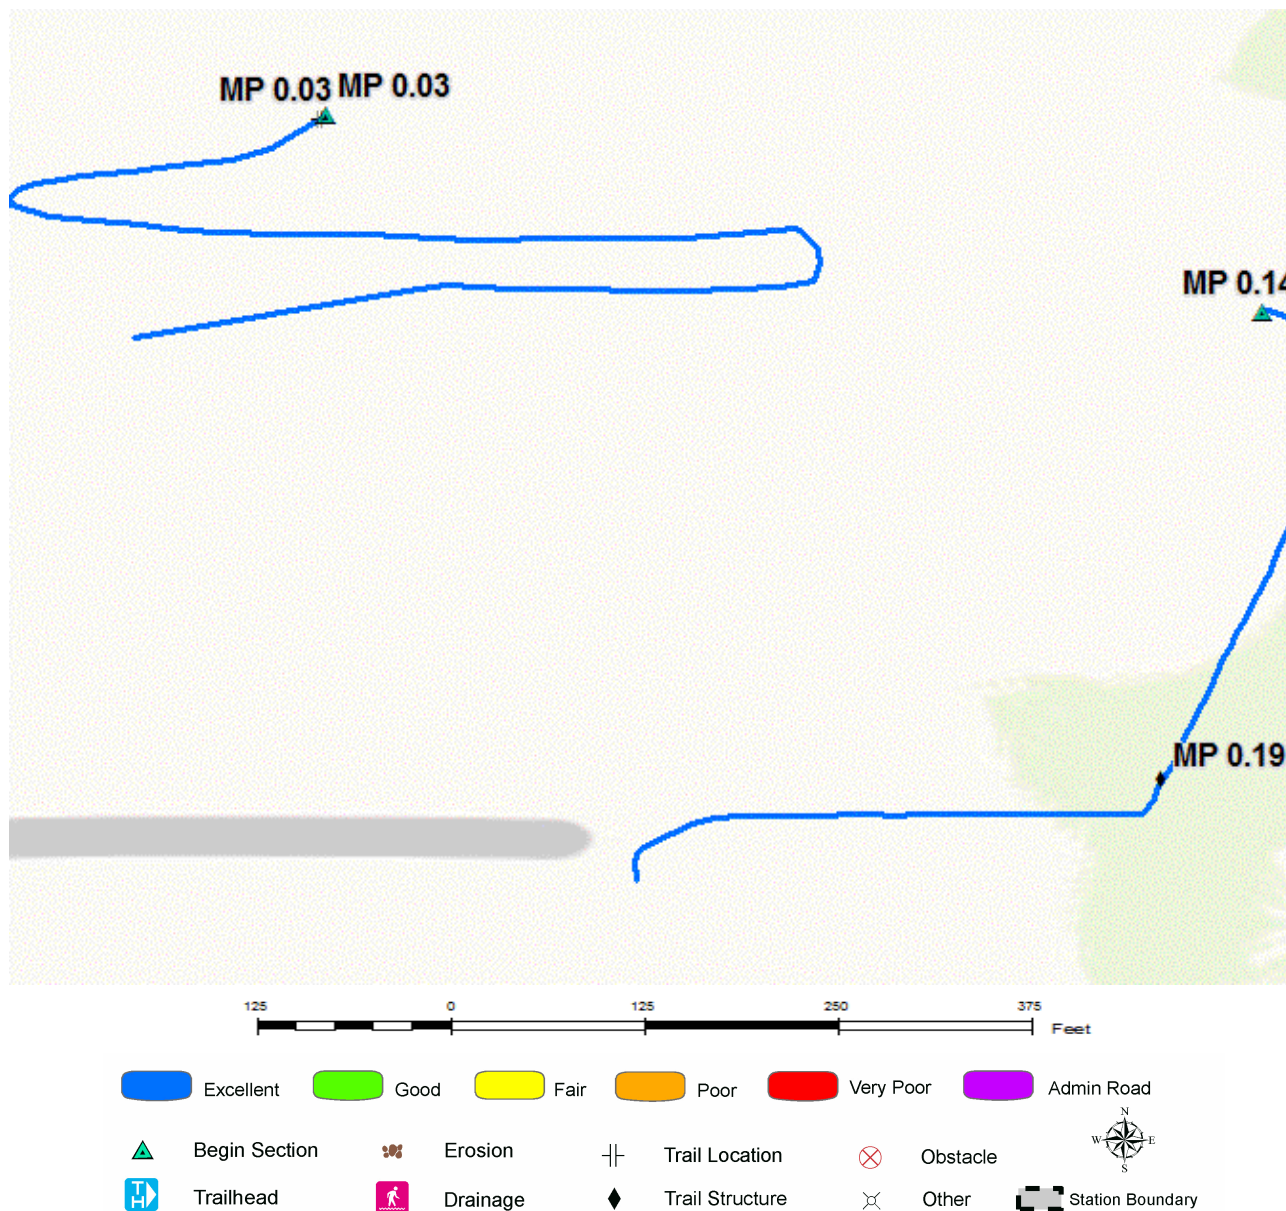 MP 0.03 MP 0.03
MP 0.14
MP 0.19
125 0 125 250 375
Feet
Excellent Good Fair Poor Very Poor Admin Road
N
W E
S
Begin Section Erosion Trail Location Obstacle
TH Trailhead Drainage Trail Structure Other Station Boundary